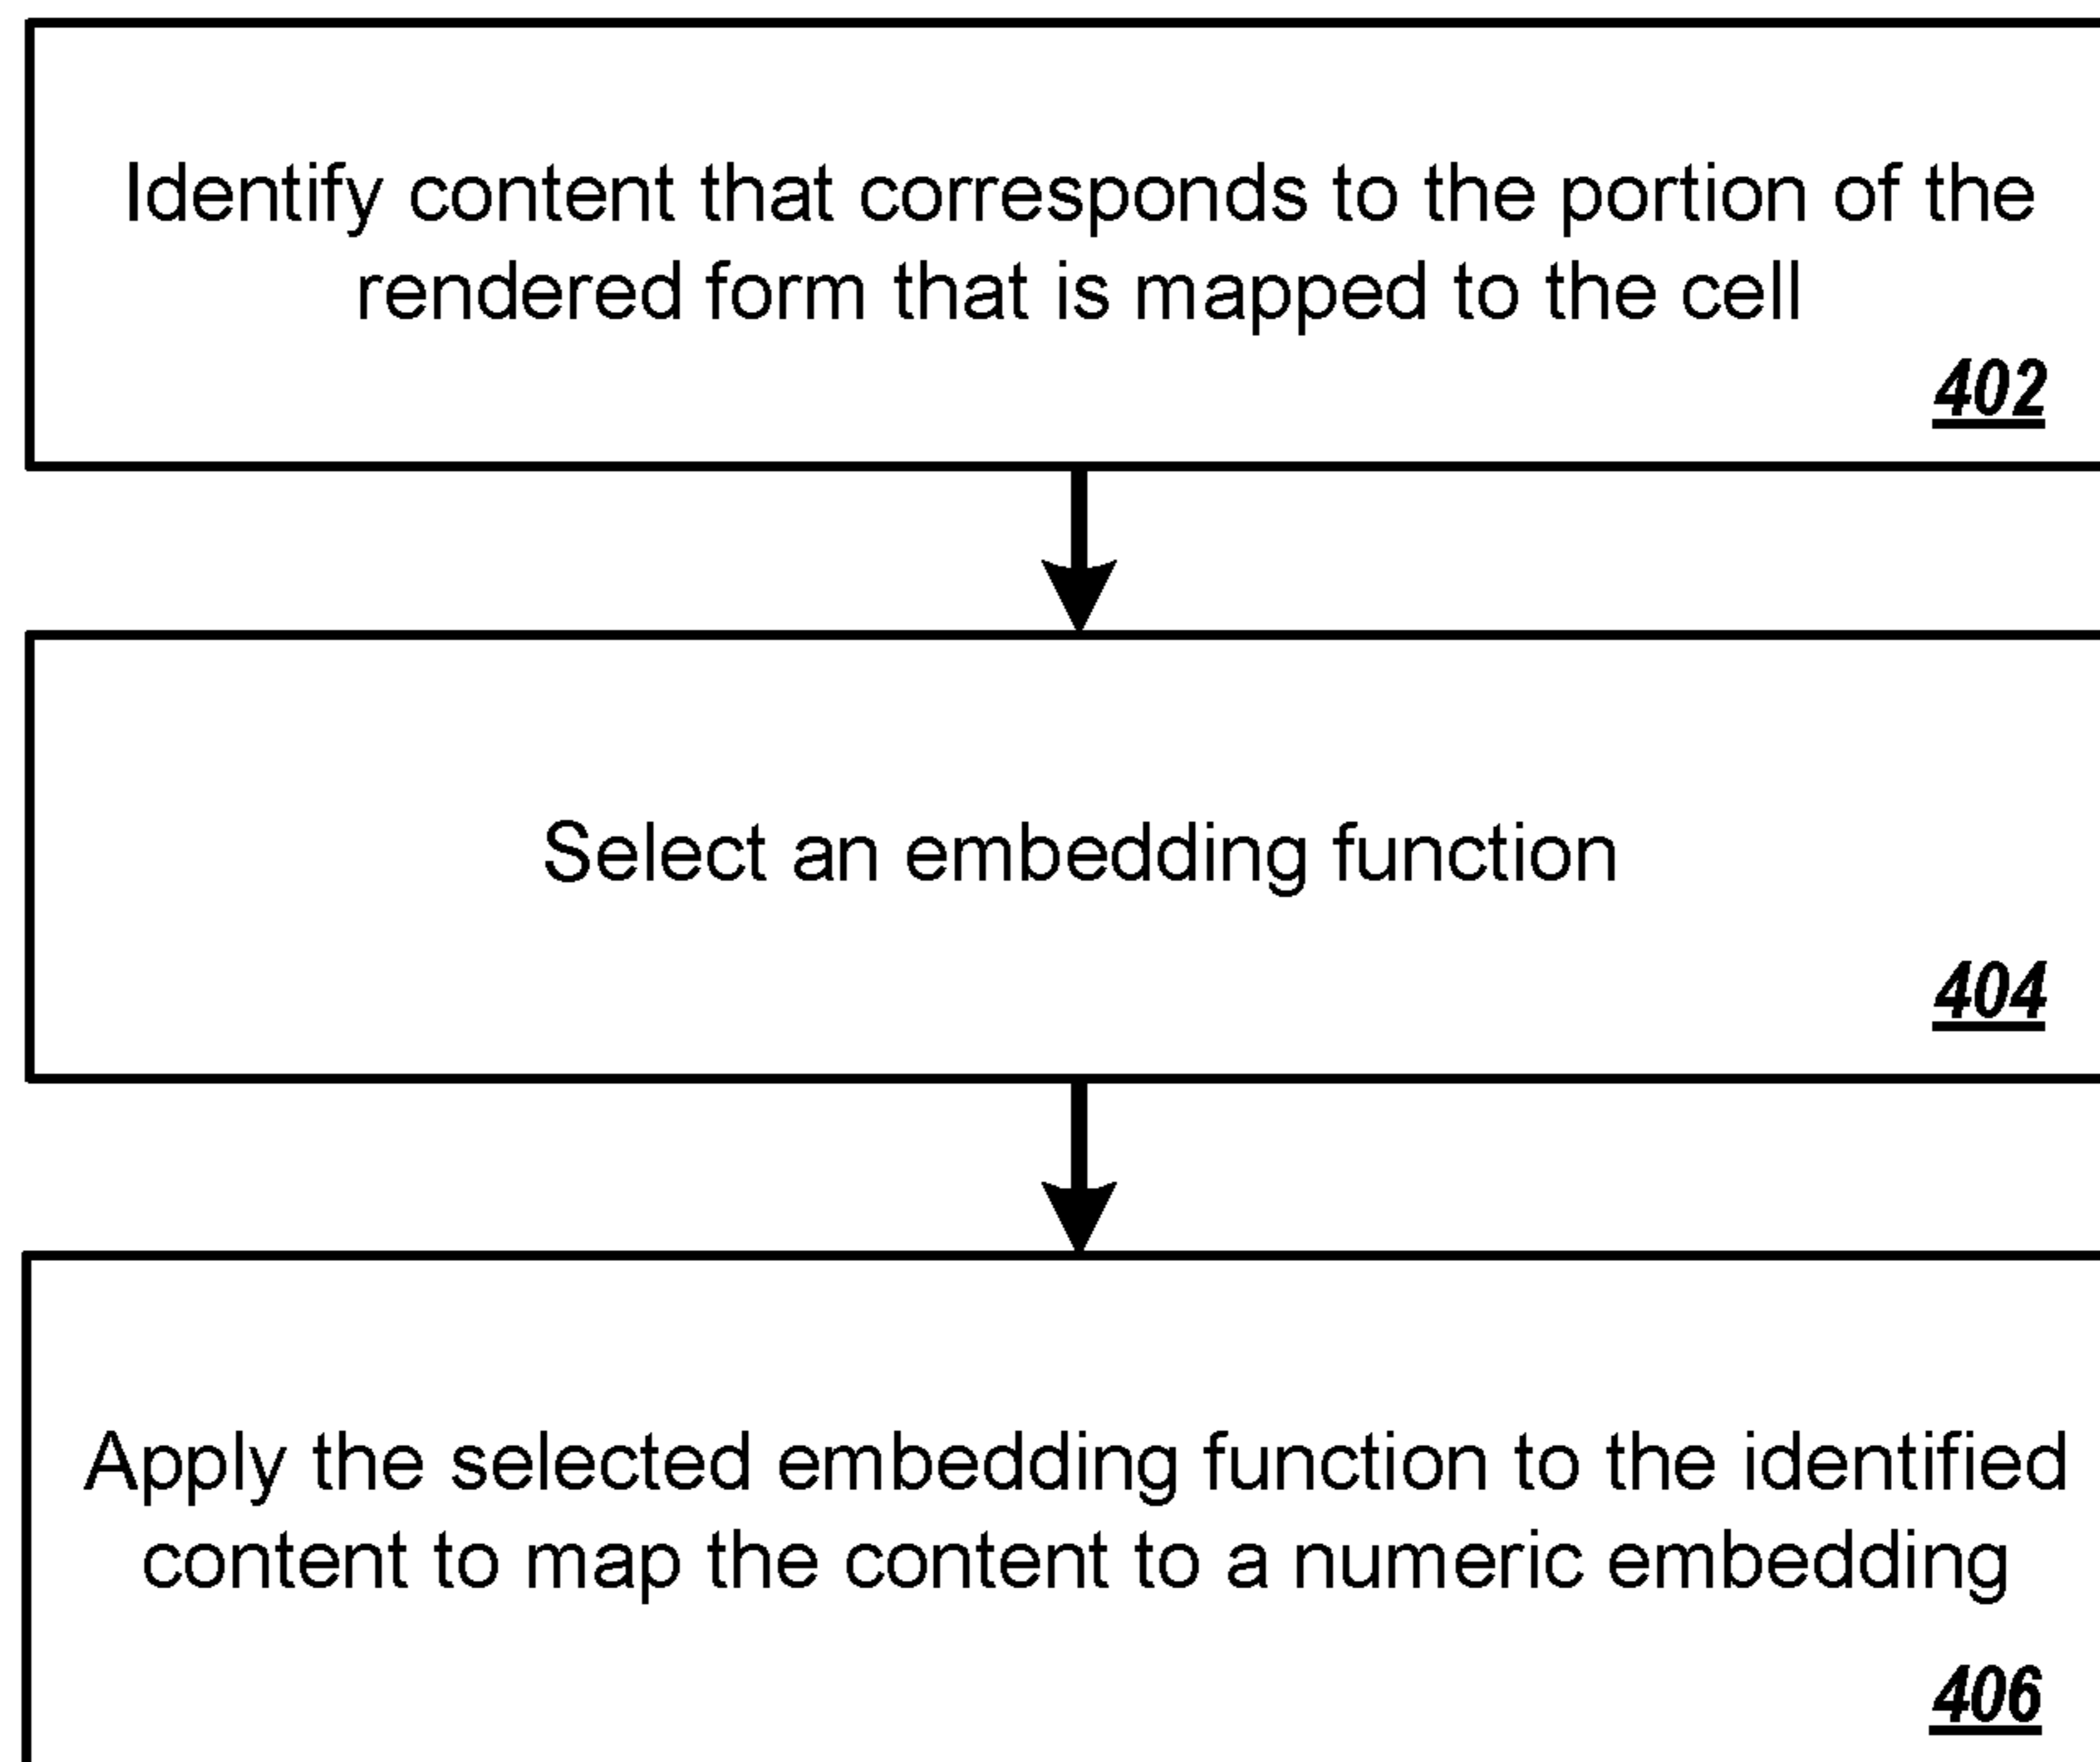 Identify content that corresponds to the portion of the
rendered form that is mapped to the cell
402
Select an embedding function
404
Apply the selected embedding function to the identified
content to map the content to a numeric embedding
406